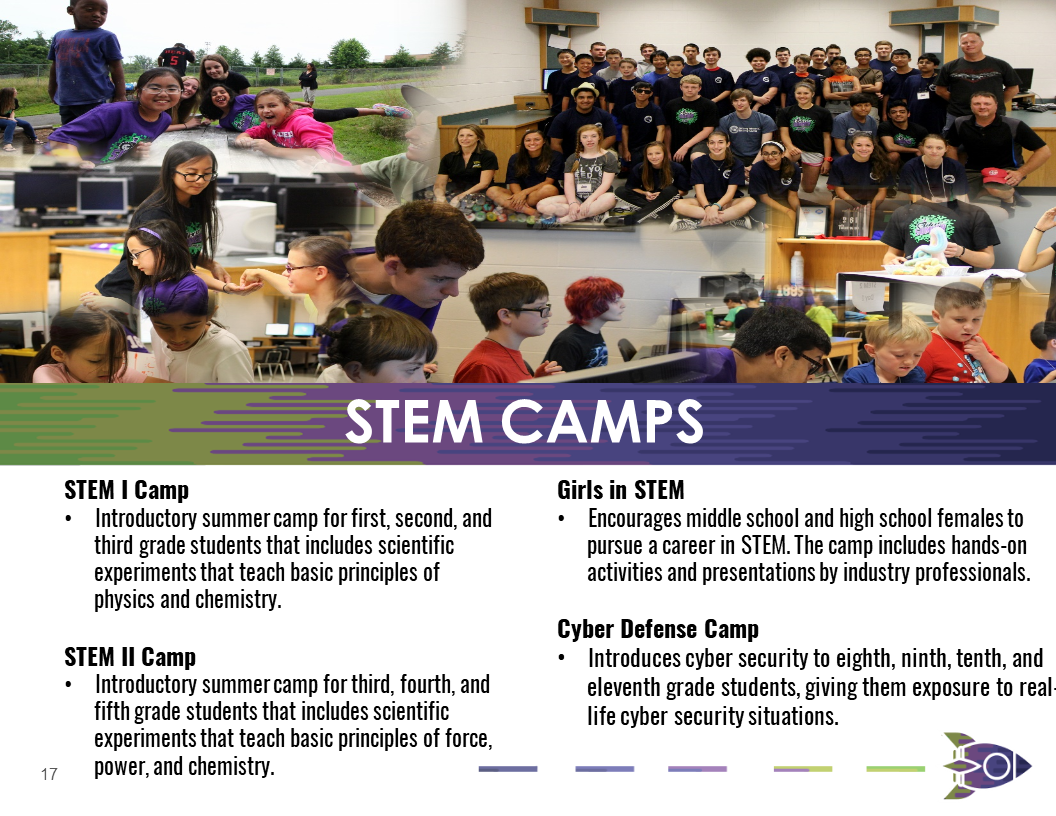 STEM CAMPS
STEM I Camp
• Introductory summer camp for first, second, and
third grade students that includes scientific
experiments that teach basic principles of
physics and chemistry.
STEM II Camp
• Introductory summer camp for third, fourth, and
fifth grade students that includes scientific
experiments that teach basic principles of force,
power, and chemistry.
Girls in STEM
• Encourages middle school and high school females to
pursue a career in STEM. The camp includes hands-on
activities and presentations by industry professionals.
Cyber Defense Camp
• Introduces cyber security to eighth, ninth, tenth, and
eleventh grade students, giving them exposure to real-
life cyber security situations.
17